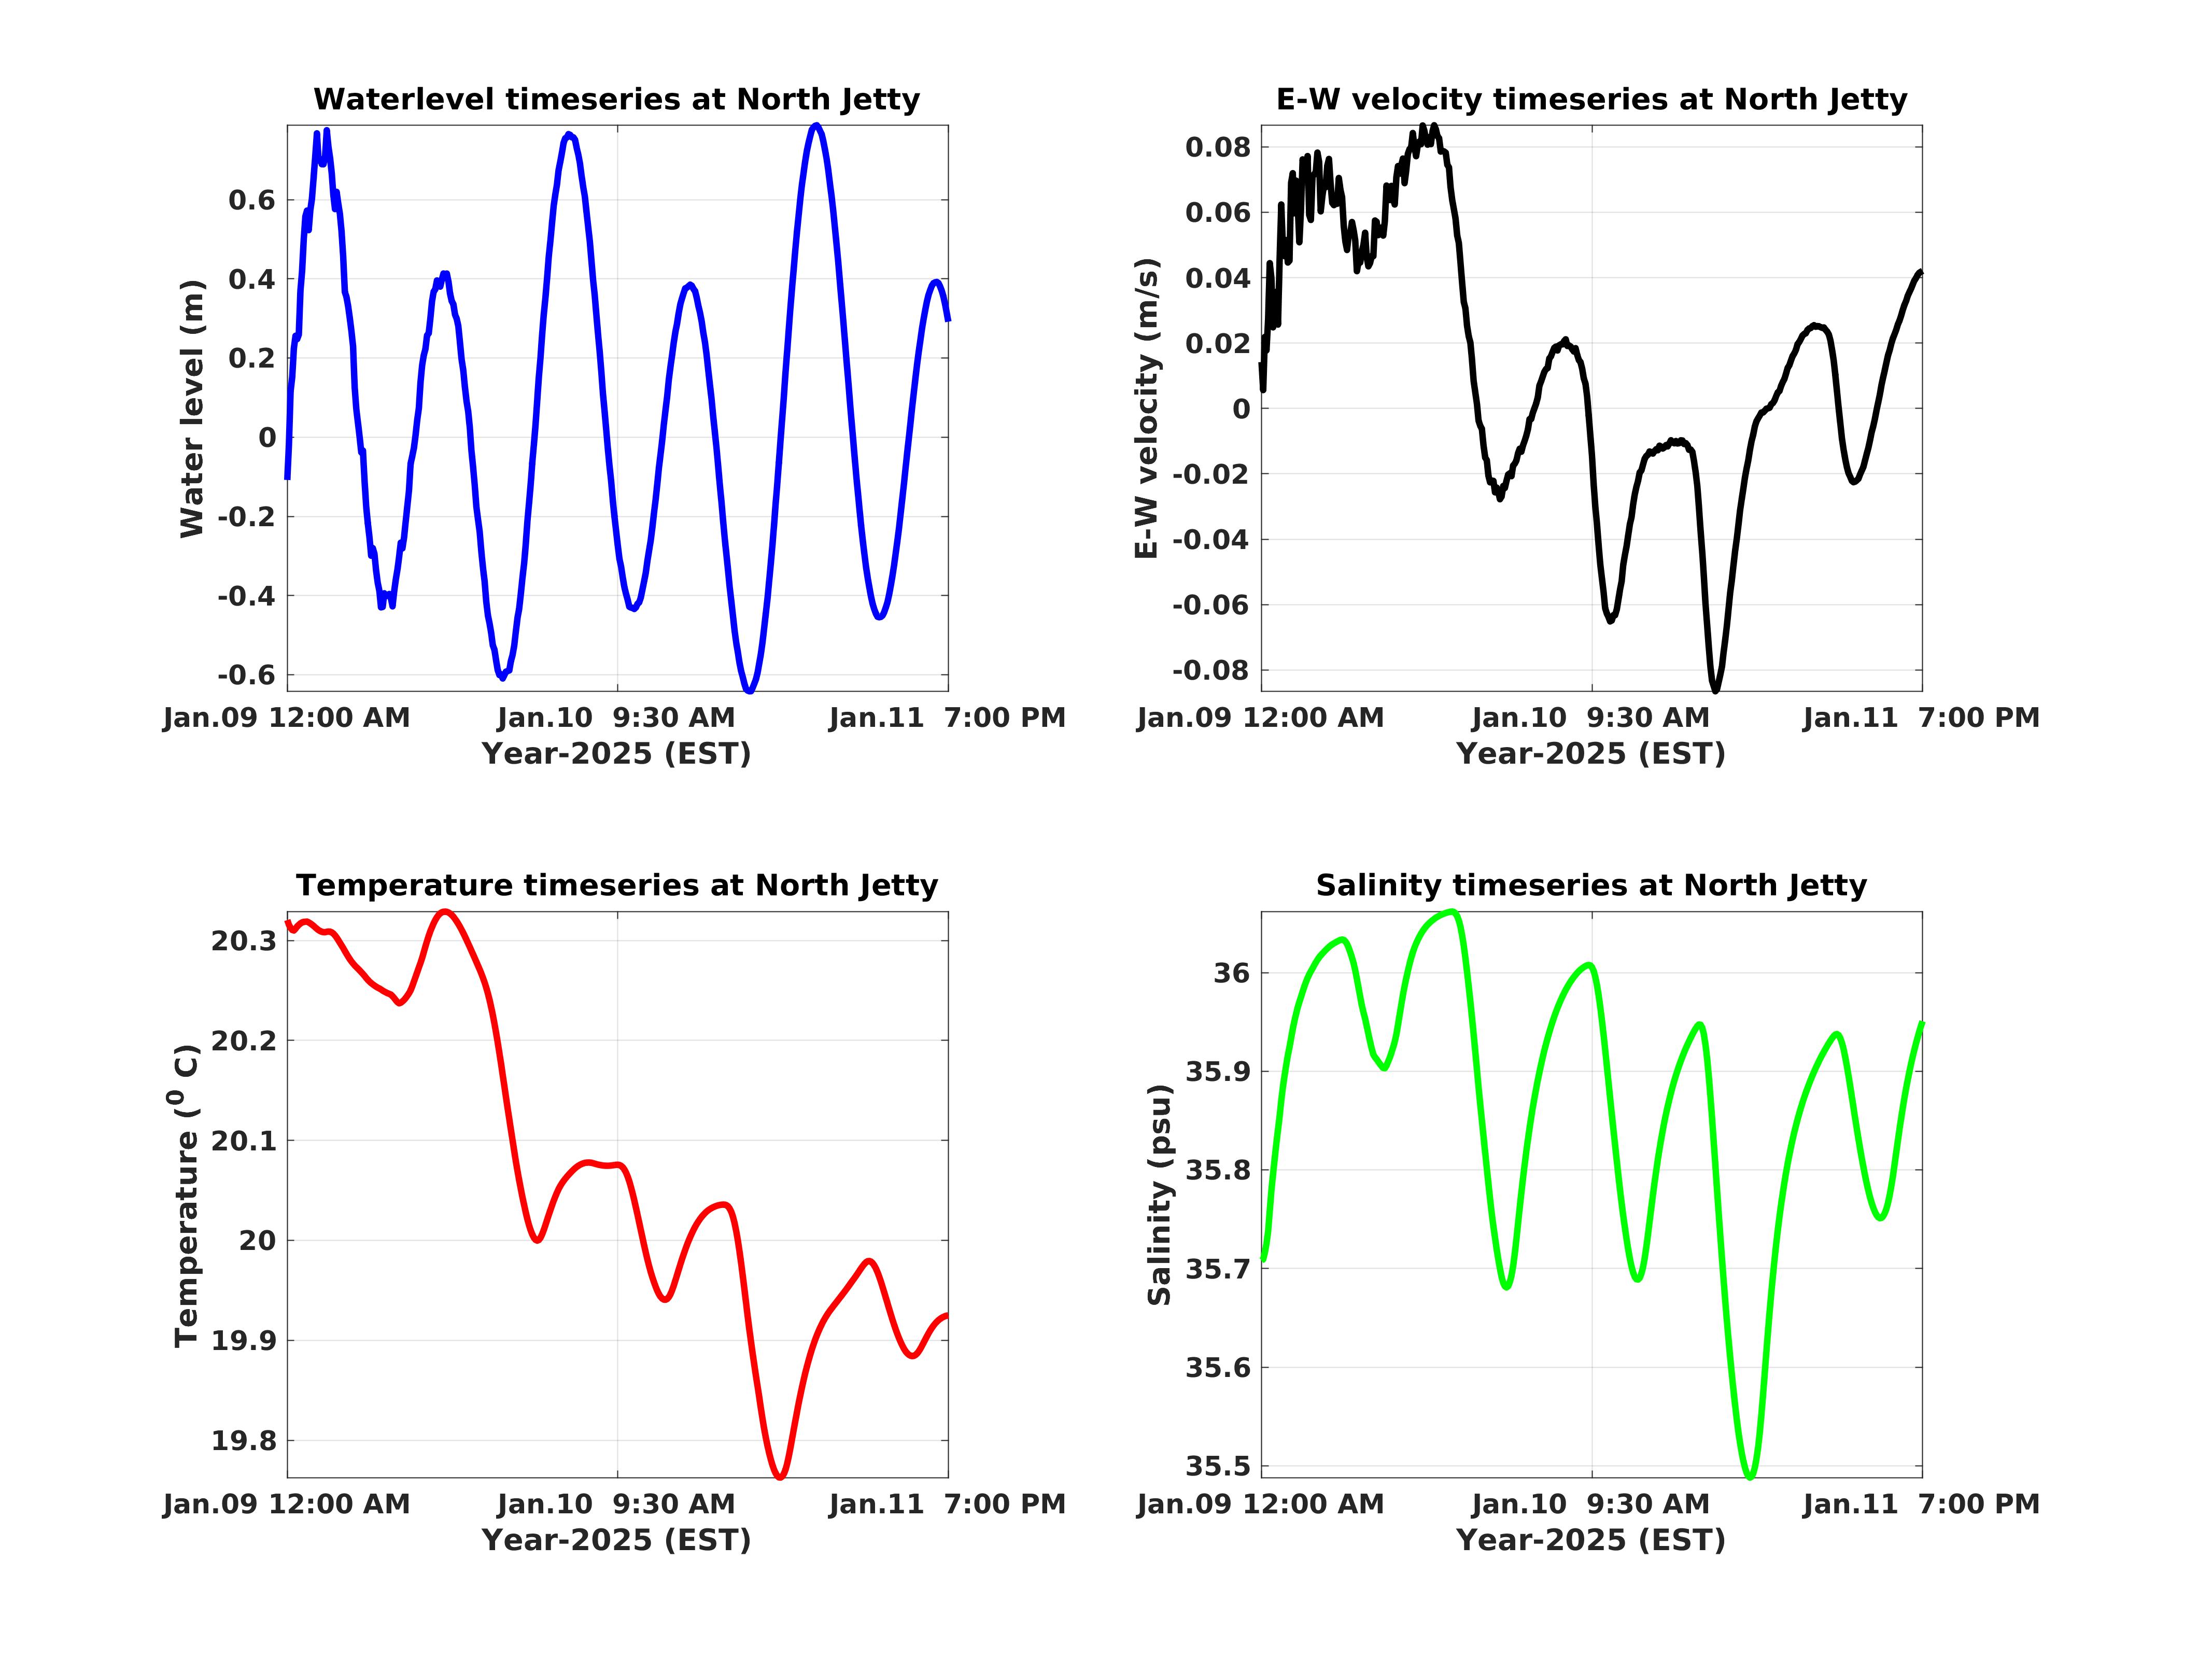 Waterlevel timeseries at North Jetty
0.6
0.4
0.2
0
-0.2
-0.4
-0.6
Water level (m)
Jan.09 12:00 AM Jan.10 9:30 AM Jan.11 7:00 PM
Year-2025 (EST)
E-W velocity timeseries at North Jetty
0.08
0.06
0.04
0.02
0
-0.02
-0.04
-0.06
-0.08
E-W velocity (m/s)
Jan.09 12:00 AM Jan.10 9:30 AM Jan.11 7:00 PM
Year-2025 (EST)
Temperature timeseries at North Jetty
20.3
20.2
20.1
20
19.9
19.8
Temperature (⁰ C)
Jan.09 12:00 AM Jan.10 9:30 AM Jan.11 7:00 PM
Year-2025 (EST)
Salinity timeseries at North Jetty
36
35.9
35.8
35.7
35.6
35.5
Salinity (psu)
Jan.09 12:00 AM Jan.10 9:30 AM Jan.11 7:00 PM
Year-2025 (EST)